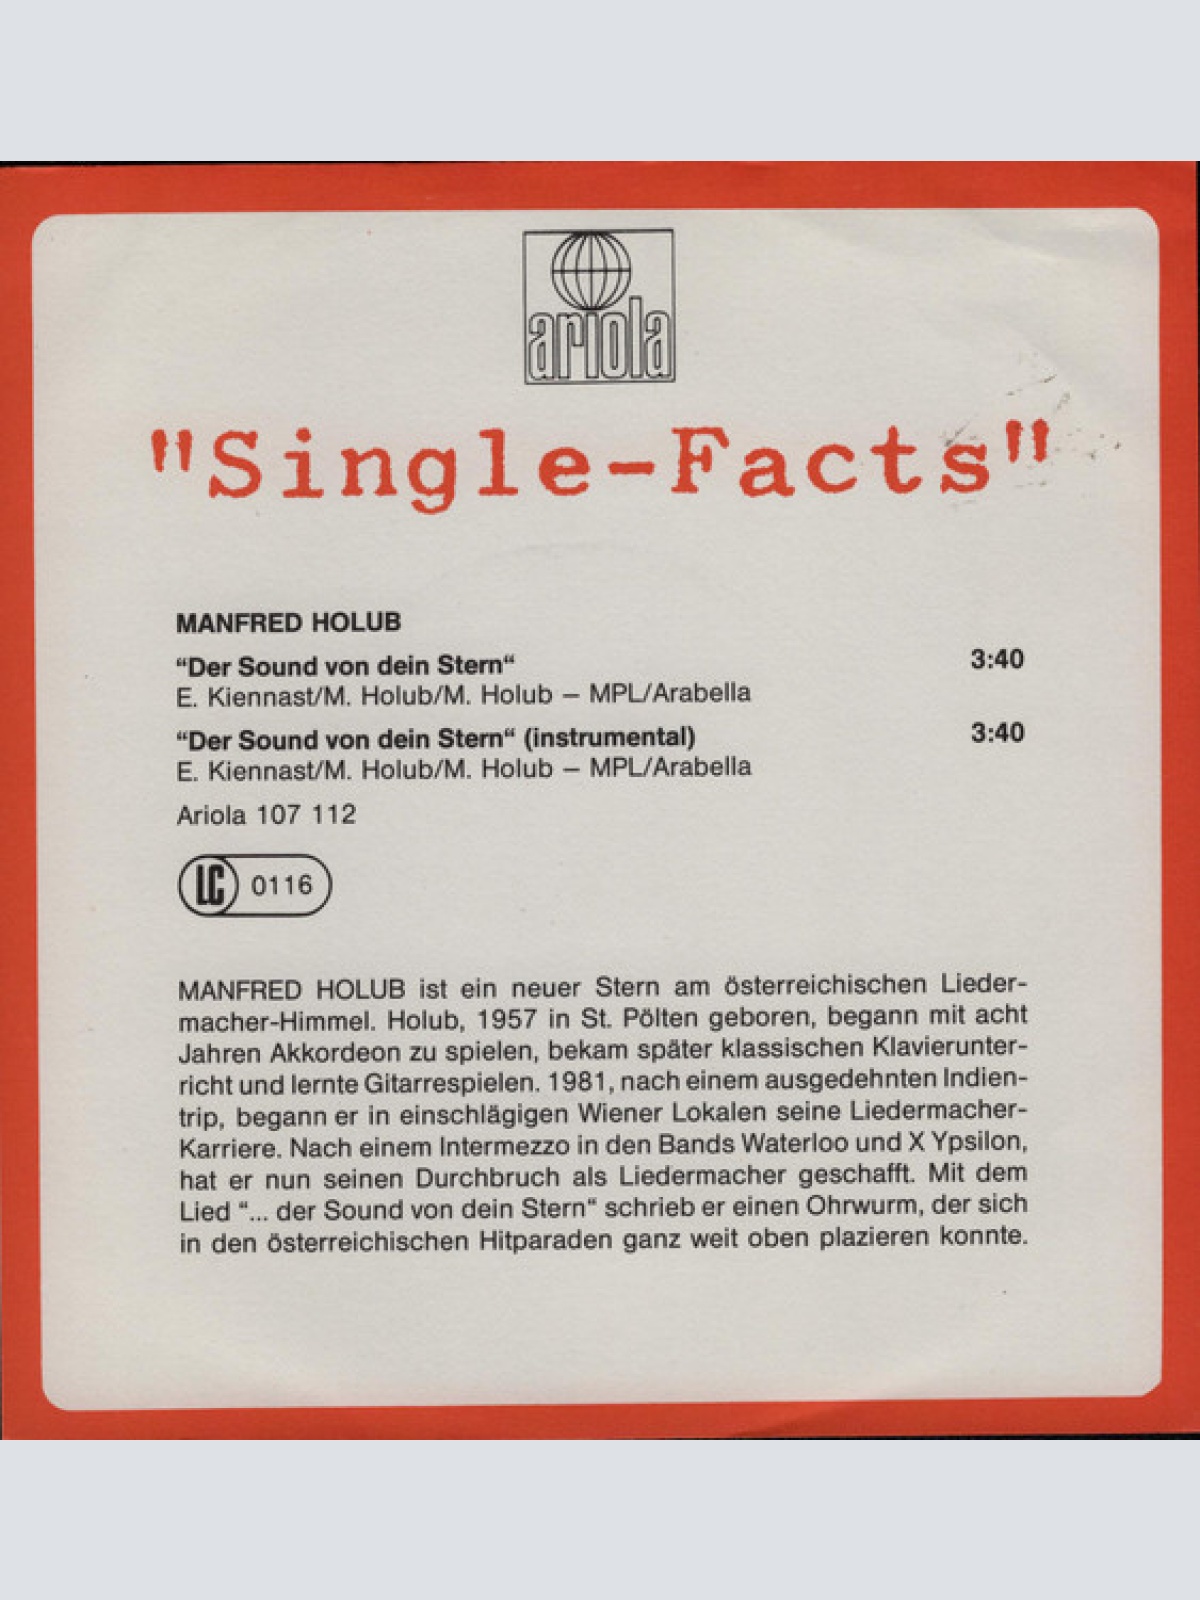 ariola
"Single-Facts"
MANFRED HOLUB
“Der Sound von dein Stern“ 3:40
E. Kiennast/M. Holub/M. Holub – MPL/Arabella
“Der Sound von dein Stern“ (instrumental) 3:40
E. Kiennast/M. Holub/M. Holub – MPL/Arabella
Ariola 107 112
LC 0116
MANFRED HOLUB ist ein neuer Stern am österreichischen Lieder-
macher-Himmel. Holub, 1957 in St. Pölten geboren, begann mit acht
Jahren Akkordeon zu spielen, bekam später klassischen Klavierunter-
richt und lernte Gitarrespielen. 1981, nach einem ausgedehnten Indien-
trip, begann er in einschlägigen Wiener Lokalen seine Liedermacher-
Karriere. Nach einem Intermezzo in den Bands Waterloo und X Ypsilon,
hat er nun seinen Durchbruch als Liedermacher geschafft. Mit dem
Lied “... der Sound von dein Stern“ schrieb er einen Ohrwurm, der sich
in den österreichischen Hitparaden ganz weit oben plazieren konnte.